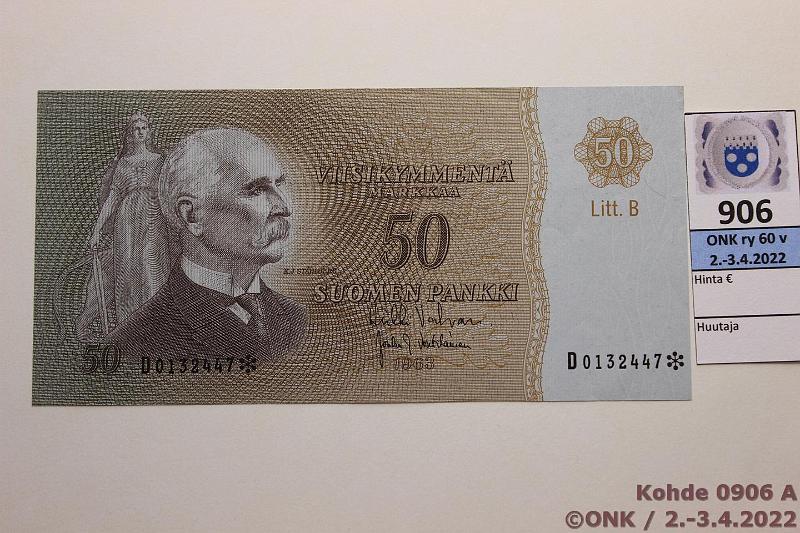 VIISIKYMMENTÄ
MARKKAA
50
K.J. STÅHLBERG
SUOMEN PANKKI
1963
50
D0132447✻
50
Litt. B
D0132447✻
906
ONK ry 60 v
2.-3.4.2022
Hinta €
Huutaja
Kohde 0906 A
©ONK / 2.-3.4.2022